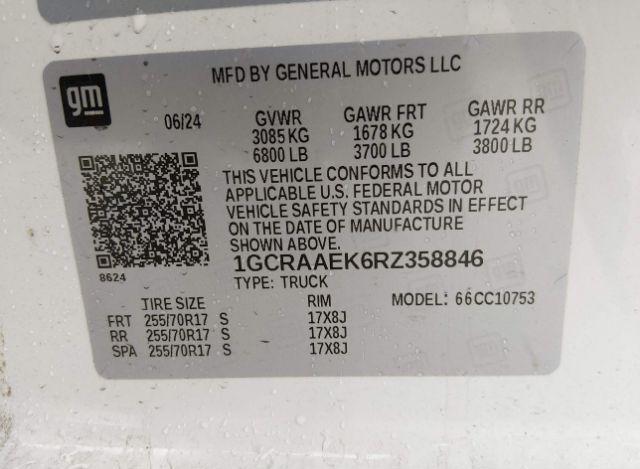 gm
MFD BY GENERAL MOTORS LLC
06/24 GVWR GAWR FRT GAWR RR
3085 KG 1678 KG 1724 KG
6800 LB 3700 LB 3800 LB
THIS VEHICLE CONFORMS TO ALL
APPLICABLE U.S. FEDERAL MOTOR
VEHICLE SAFETY STANDARDS IN EFFECT
ON THE DATE OF MANUFACTURE
SHOWN ABOVE.
1GCRAAEK6RZ358846
8624
TYPE: TRUCK MODEL: 66CC10753
TIRE SIZE RIM
FRT 255/70R17 S 17X8J
RR 255/70R17 S 17X8J
SPA 255/70R17 S 17X8J